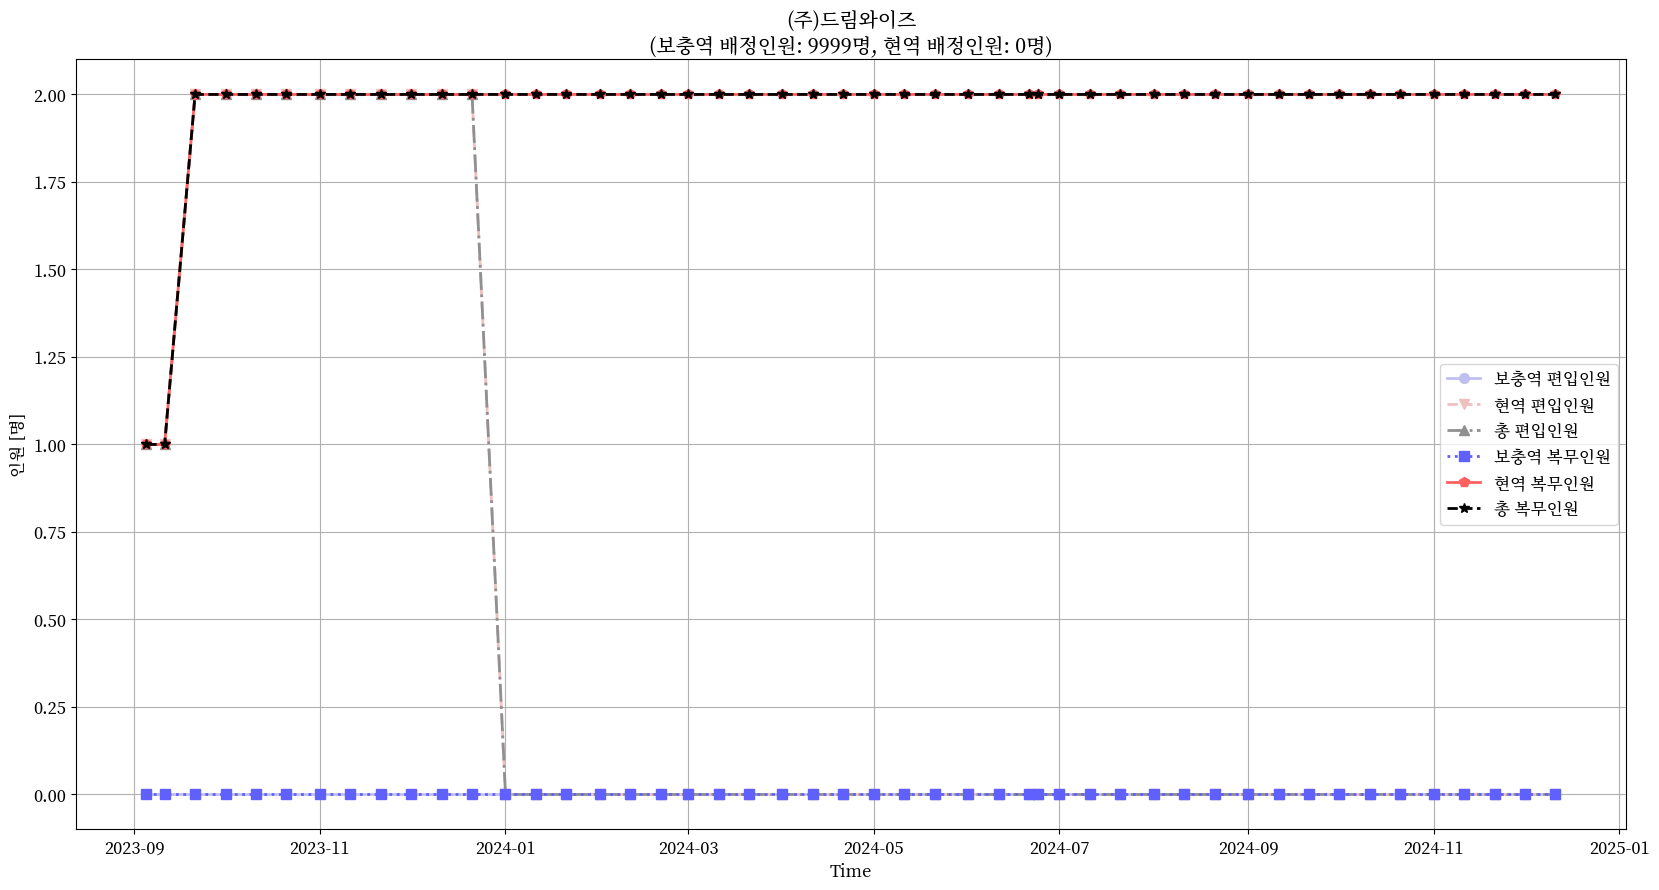 (주)드림와이즈
(보충역 배정인원: 9999명, 현역 배정인원: 0명)
인원 [명]
2.00
1.75
1.50
1.25
1.00
0.75
0.50
0.25
0.00
보충역 편입인원
현역 편입인원
총 편입인원
보충역 복무인원
현역 복무인원
총 복무인원
2023-09 2023-11 2024-01 2024-03 2024-05 2024-07 2024-09 2024-11 2025-01
Time